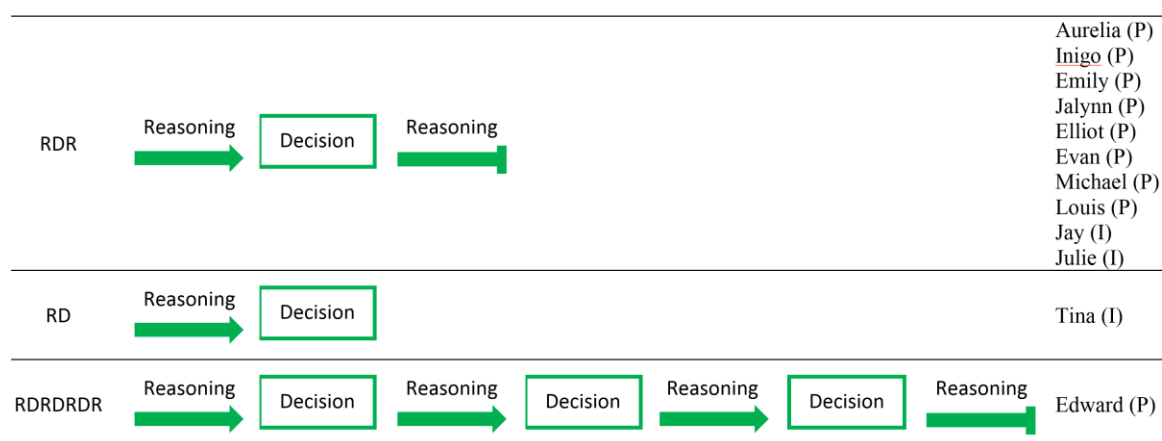 Aurelia (P)
Inigo (P)
Emily (P)
Jalynn (P)
RDR Reasoning Decision Reasoning
Elliot (P)
Evan (P)
Michael (P)
Louis (P)
Jay (I)
Julie (I)
RD Reasoning Decision Tina (I)
RDRDRDR Reasoning Decision Reasoning Decision Reasoning Decision Reasoning Edward (P)